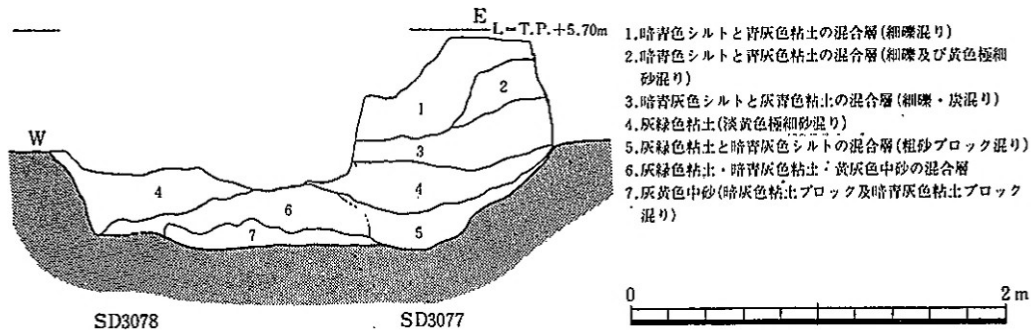 E
L=T.P.+5.70m
W
1
2
3
4
4
6
7
5
SD3078
SD3077
1.暗青色シルトと青灰色粘土の混合層(細礫混り)
2.暗青色シルトと青灰色粘土の混合層(細礫及び黄色極細
砂混り)
3.暗青灰色シルトと灰青色粘土の混合層(細礫・炭混り)
4.灰緑色粘土(淡黄色極細砂混り)
5.灰緑色粘土と暗青灰色シルトの混合層(粗砂ブロック混り)
6.灰緑色粘土・暗青灰色粘土・黄灰色中砂の混合層
7.灰黄色中砂(暗灰色粘土ブロック及暗青灰色粘土ブロック
混り)
0
2m